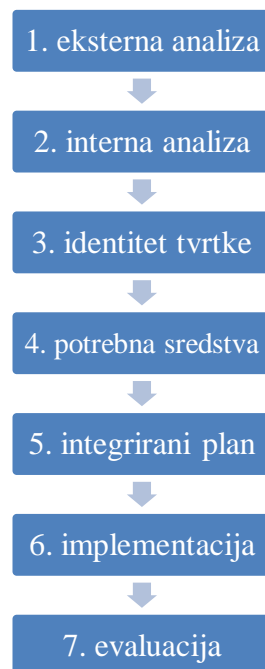 1. eksterna analiza
2. interna analiza
3. identitet tvrtke
4. potrebna sredstva
5. integrirani plan
6. implementacija
7. evaluacija